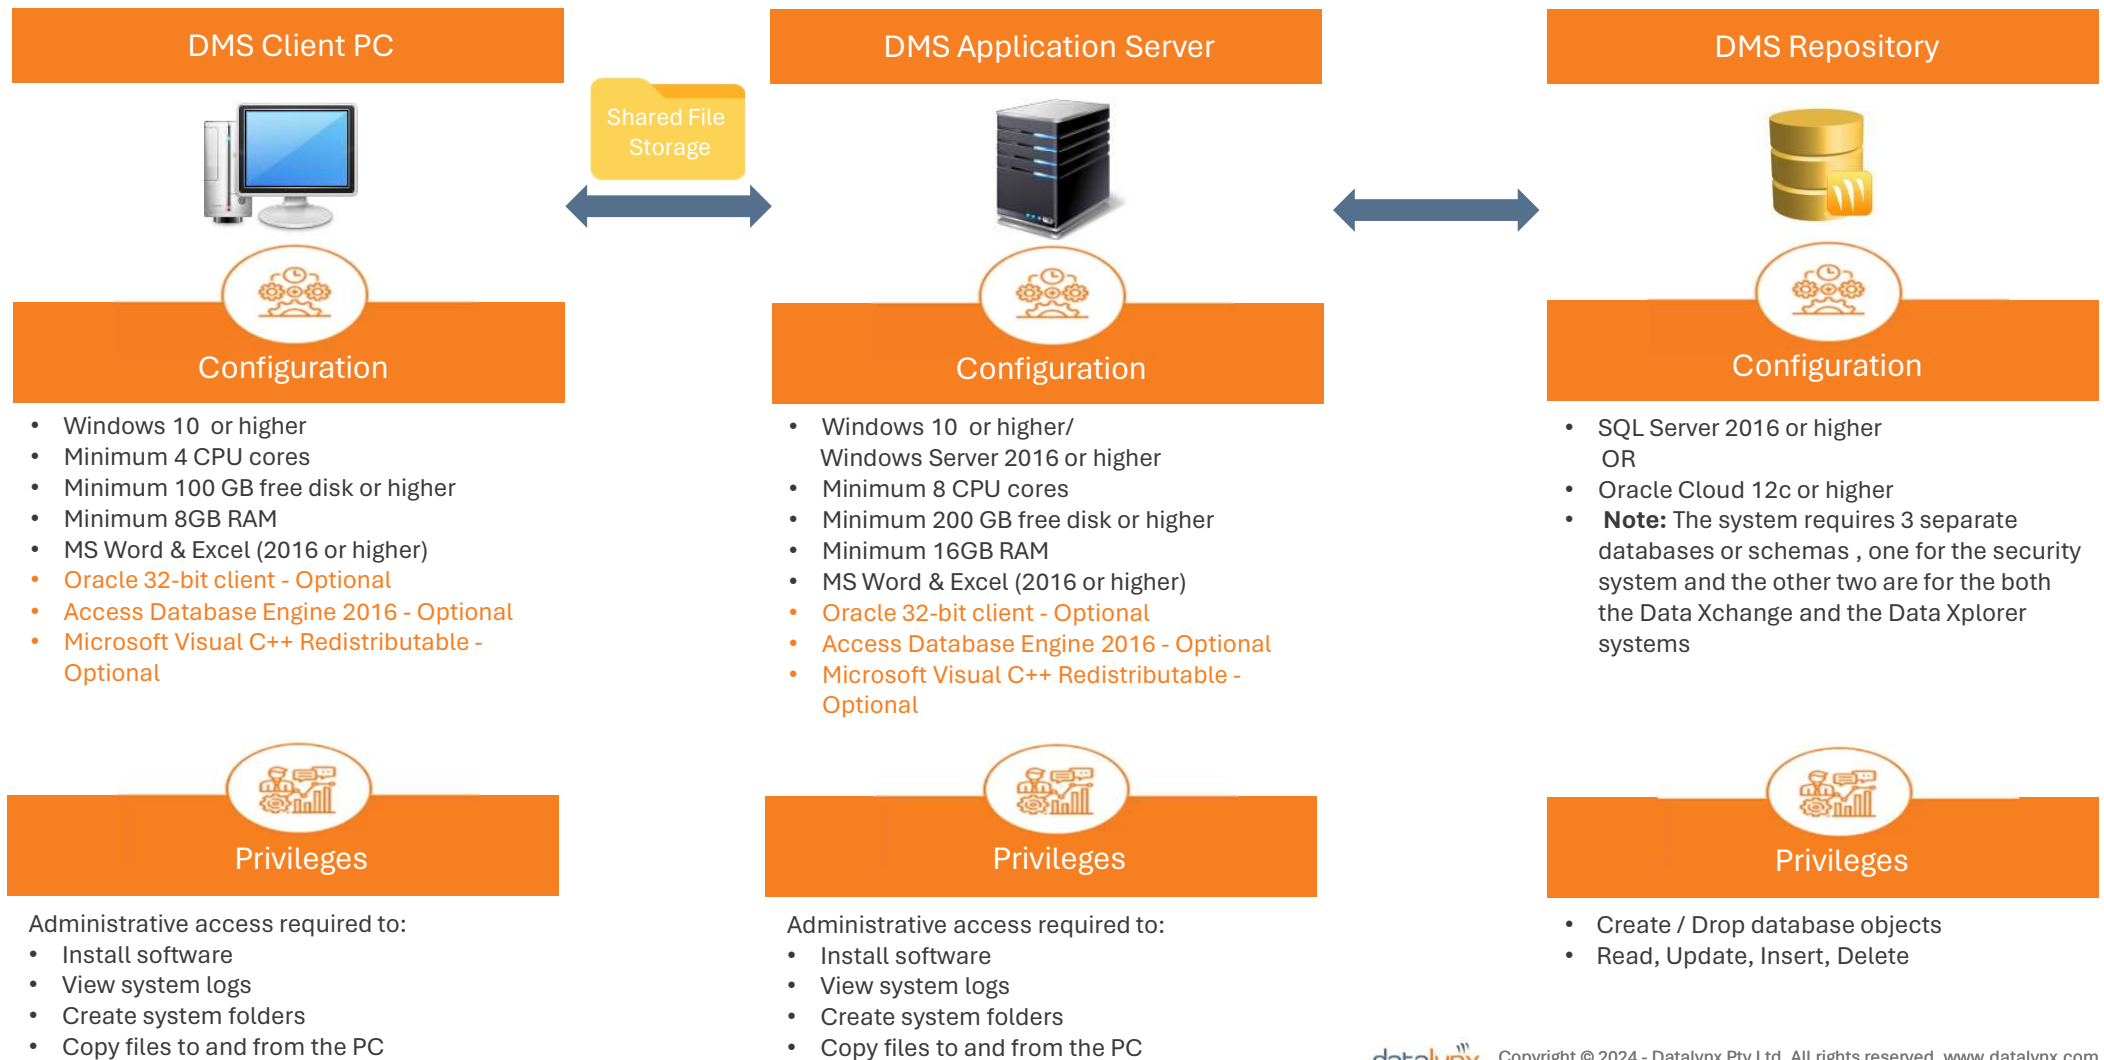 DMS Client PC
Shared File
Storage
Configuration
• Windows 10 or higher
• Minimum 4 CPU cores
• Minimum 100 GB free disk or higher
• Minimum 8GB RAM
• MS Word & Excel (2016 or higher)
• Oracle 32-bit client - Optional
• Access Database Engine 2016 - Optional
• Microsoft Visual C++ Redistributable -
Optional
Privileges
Administrative access required to:
• Install software
• View system logs
• Create system folders
• Copy files to and from the PC
DMS Application Server
Configuration
• Windows 10 or higher/
Windows Server 2016 or higher
• Minimum 8 CPU cores
• Minimum 200 GB free disk or higher
• Minimum 16GB RAM
• MS Word & Excel (2016 or higher)
• Oracle 32-bit client - Optional
• Access Database Engine 2016 - Optional
• Microsoft Visual C++ Redistributable -
Optional
Privileges
Administrative access required to:
• Install software
• View system logs
• Create system folders
• Copy files to and from the PC
DMS Repository
Configuration
• SQL Server 2016 or higher
OR
• Oracle Cloud 12c or higher
• Note: The system requires 3 separate
databases or schemas , one for the security
system and the other two are for the both
the Data Xchange and the Data Xplorer
systems
Privileges
• Create / Drop database objects
• Read, Update, Insert, Delete
datalynx
Copyright © 2024 - Datalynx Pty Ltd. All rights reserved. www.datalynx.com